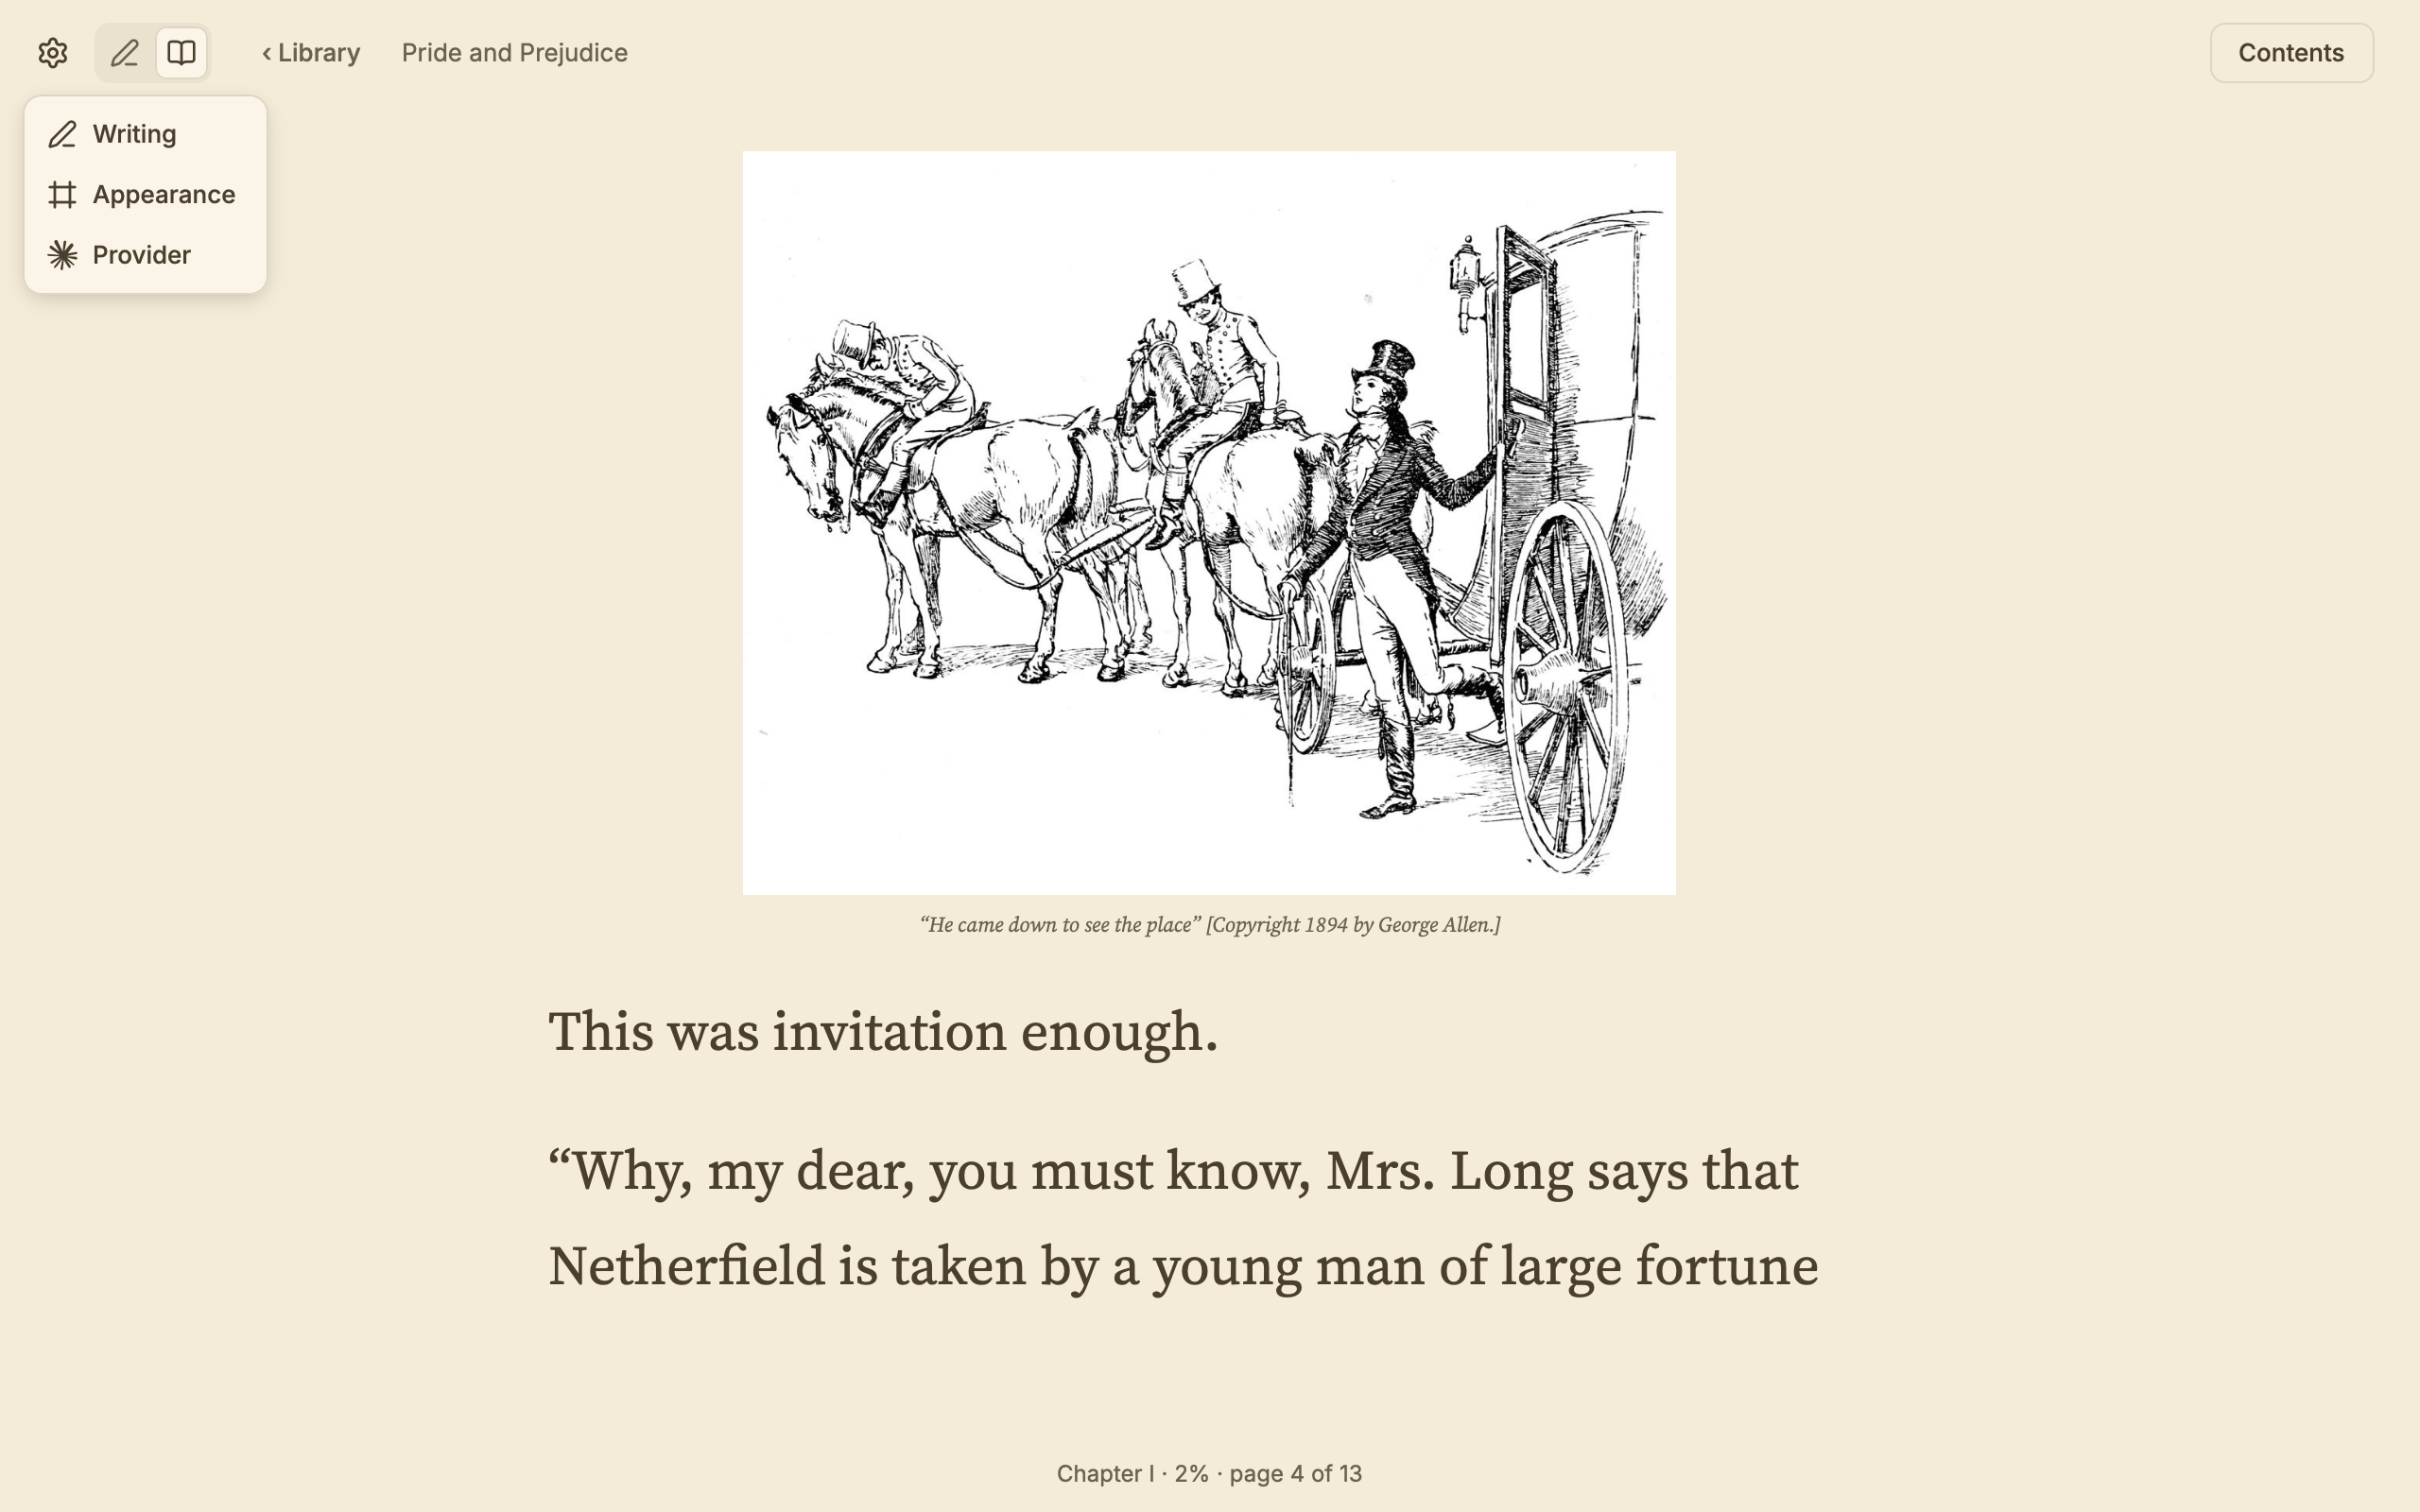 ‹ Library
Pride and Prejudice
Contents
Writing
Appearance
Provider
“He came down to see the place” [Copyright 1894 by George Allen.]
This was invitation enough.
“Why, my dear, you must know, Mrs. Long says that
Netherfield is taken by a young man of large fortune
Chapter I · 2% · page 4 of 13